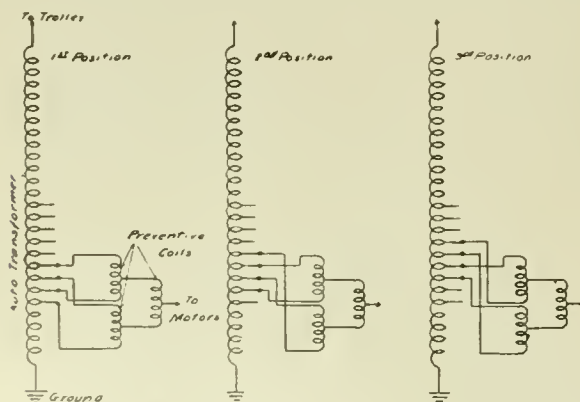 To Trolley
1st Position
2nd Position
3rd Position
Auto Transformer
Preventive
Coils
To
Motors
Ground